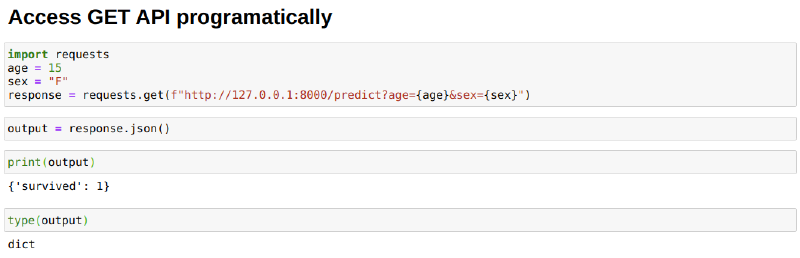 Access GET API programatically
import requests
age = 15
sex = "F"
response = requests.get(f"http://127.0.0.1:8000/predict?age={age}&sex={sex}")
output = response.json()
print(output)
{'survived': 1}
type(output)
dict